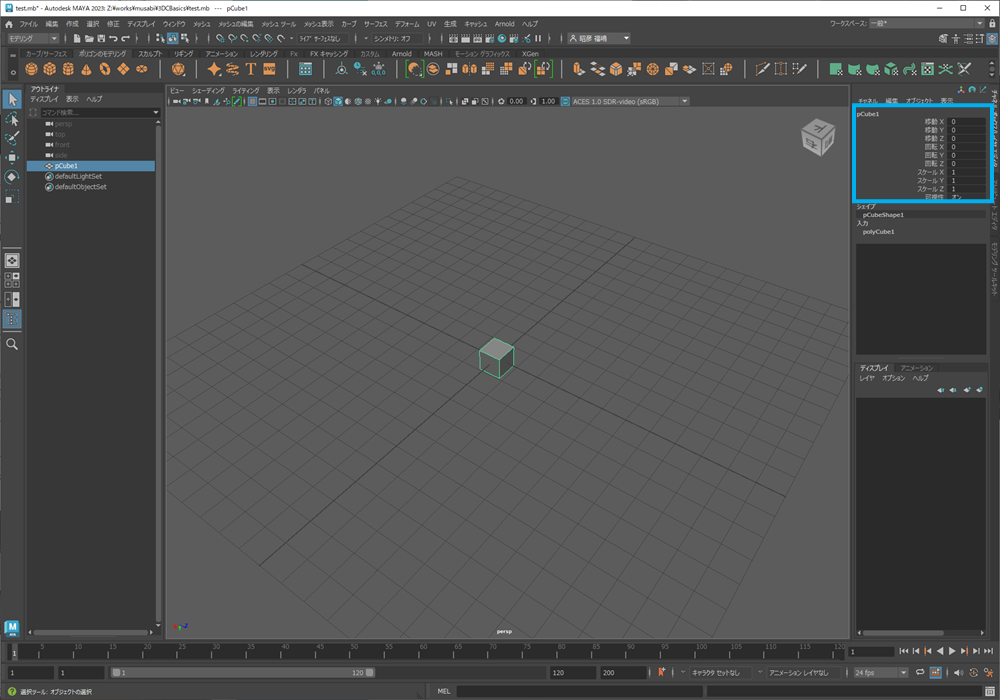 test.mb* - Autodesk MAYA 2023: Z:¥works¥musabi¥3DCBasics¥test.mb --- pCube1
ファイル 編集 作成 選択 修正 ディスプレイ ウィンドウ メッシュ メッシュの編集 メッシュ ツール メッシュ表示 カーブ サーフェス デフォーム UV 生成 キャッシュ Arnold ヘルプ
ワークスペース: 一般*
モデリング
ライブ サーフェスなし
シンメトリ: オフ
カーブ/サーフェス ポリゴンのモデリング スカルプト リギング アニメーション レンダリング Fx FX キャッシング カスタム Arnold MASH モーション グラフィックス XGen
アウトライナ
ディスプレイ 表示 ヘルプ
persp
top
front
side
pCube1
defaultLightSet
defaultObjectSet
ビュー シェーディング ライティング 表示 レンダラ パネル
0.00 1.00 ACES 1.0 SDR-video (sRGB)
persp
チャネル 編集 オブジェクト 表示
pCube1
移動 X 0
移動 Y 0
移動 Z 0
回転 X 0
回転 Y 0
回転 Z 0
スケール X 1
スケール Y 1
スケール Z 1
可視性 オン
シェイプ
pCubeShape1
入力
polyCube1
ディスプレイ アニメーション
レイヤ オプション ヘルプ
M
1 5 10 15 20 25 30 35 40 45 50 55 60 65 70 75 80 85 90 95 100 105 110 115 120 1
1 1 1 120 120 200 キャラクタ セットなし アニメーション レイヤなし 24 fps
選択ツール: オブジェクトの選択
MEL